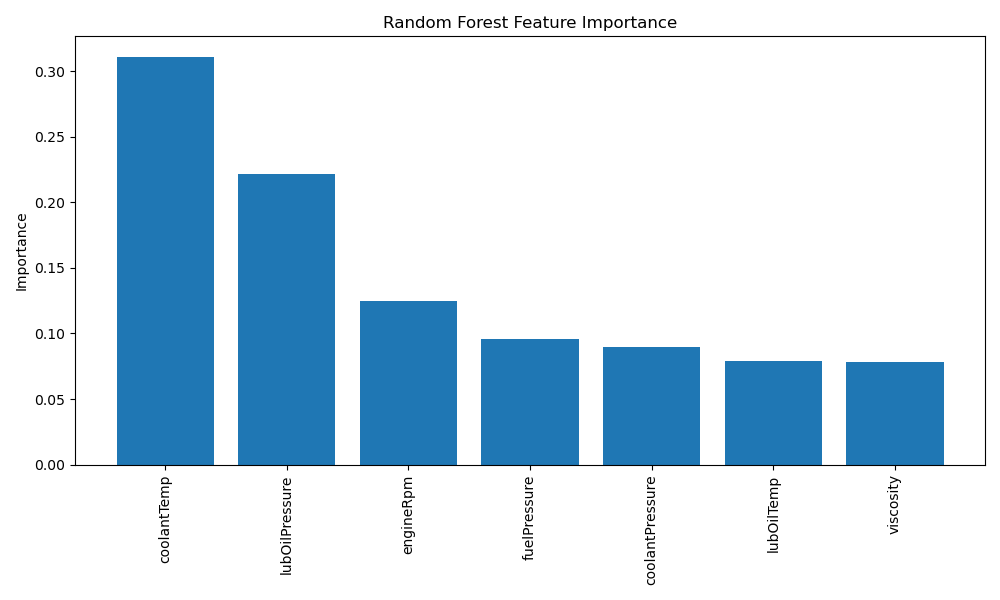 Random Forest Feature Importance
Importance
0.30
0.25
0.20
0.15
0.10
0.05
0.00
coolantTemp
lubOilPressure
engineRpm
fuelPressure
coolantPressure
lubOilTemp
viscosity